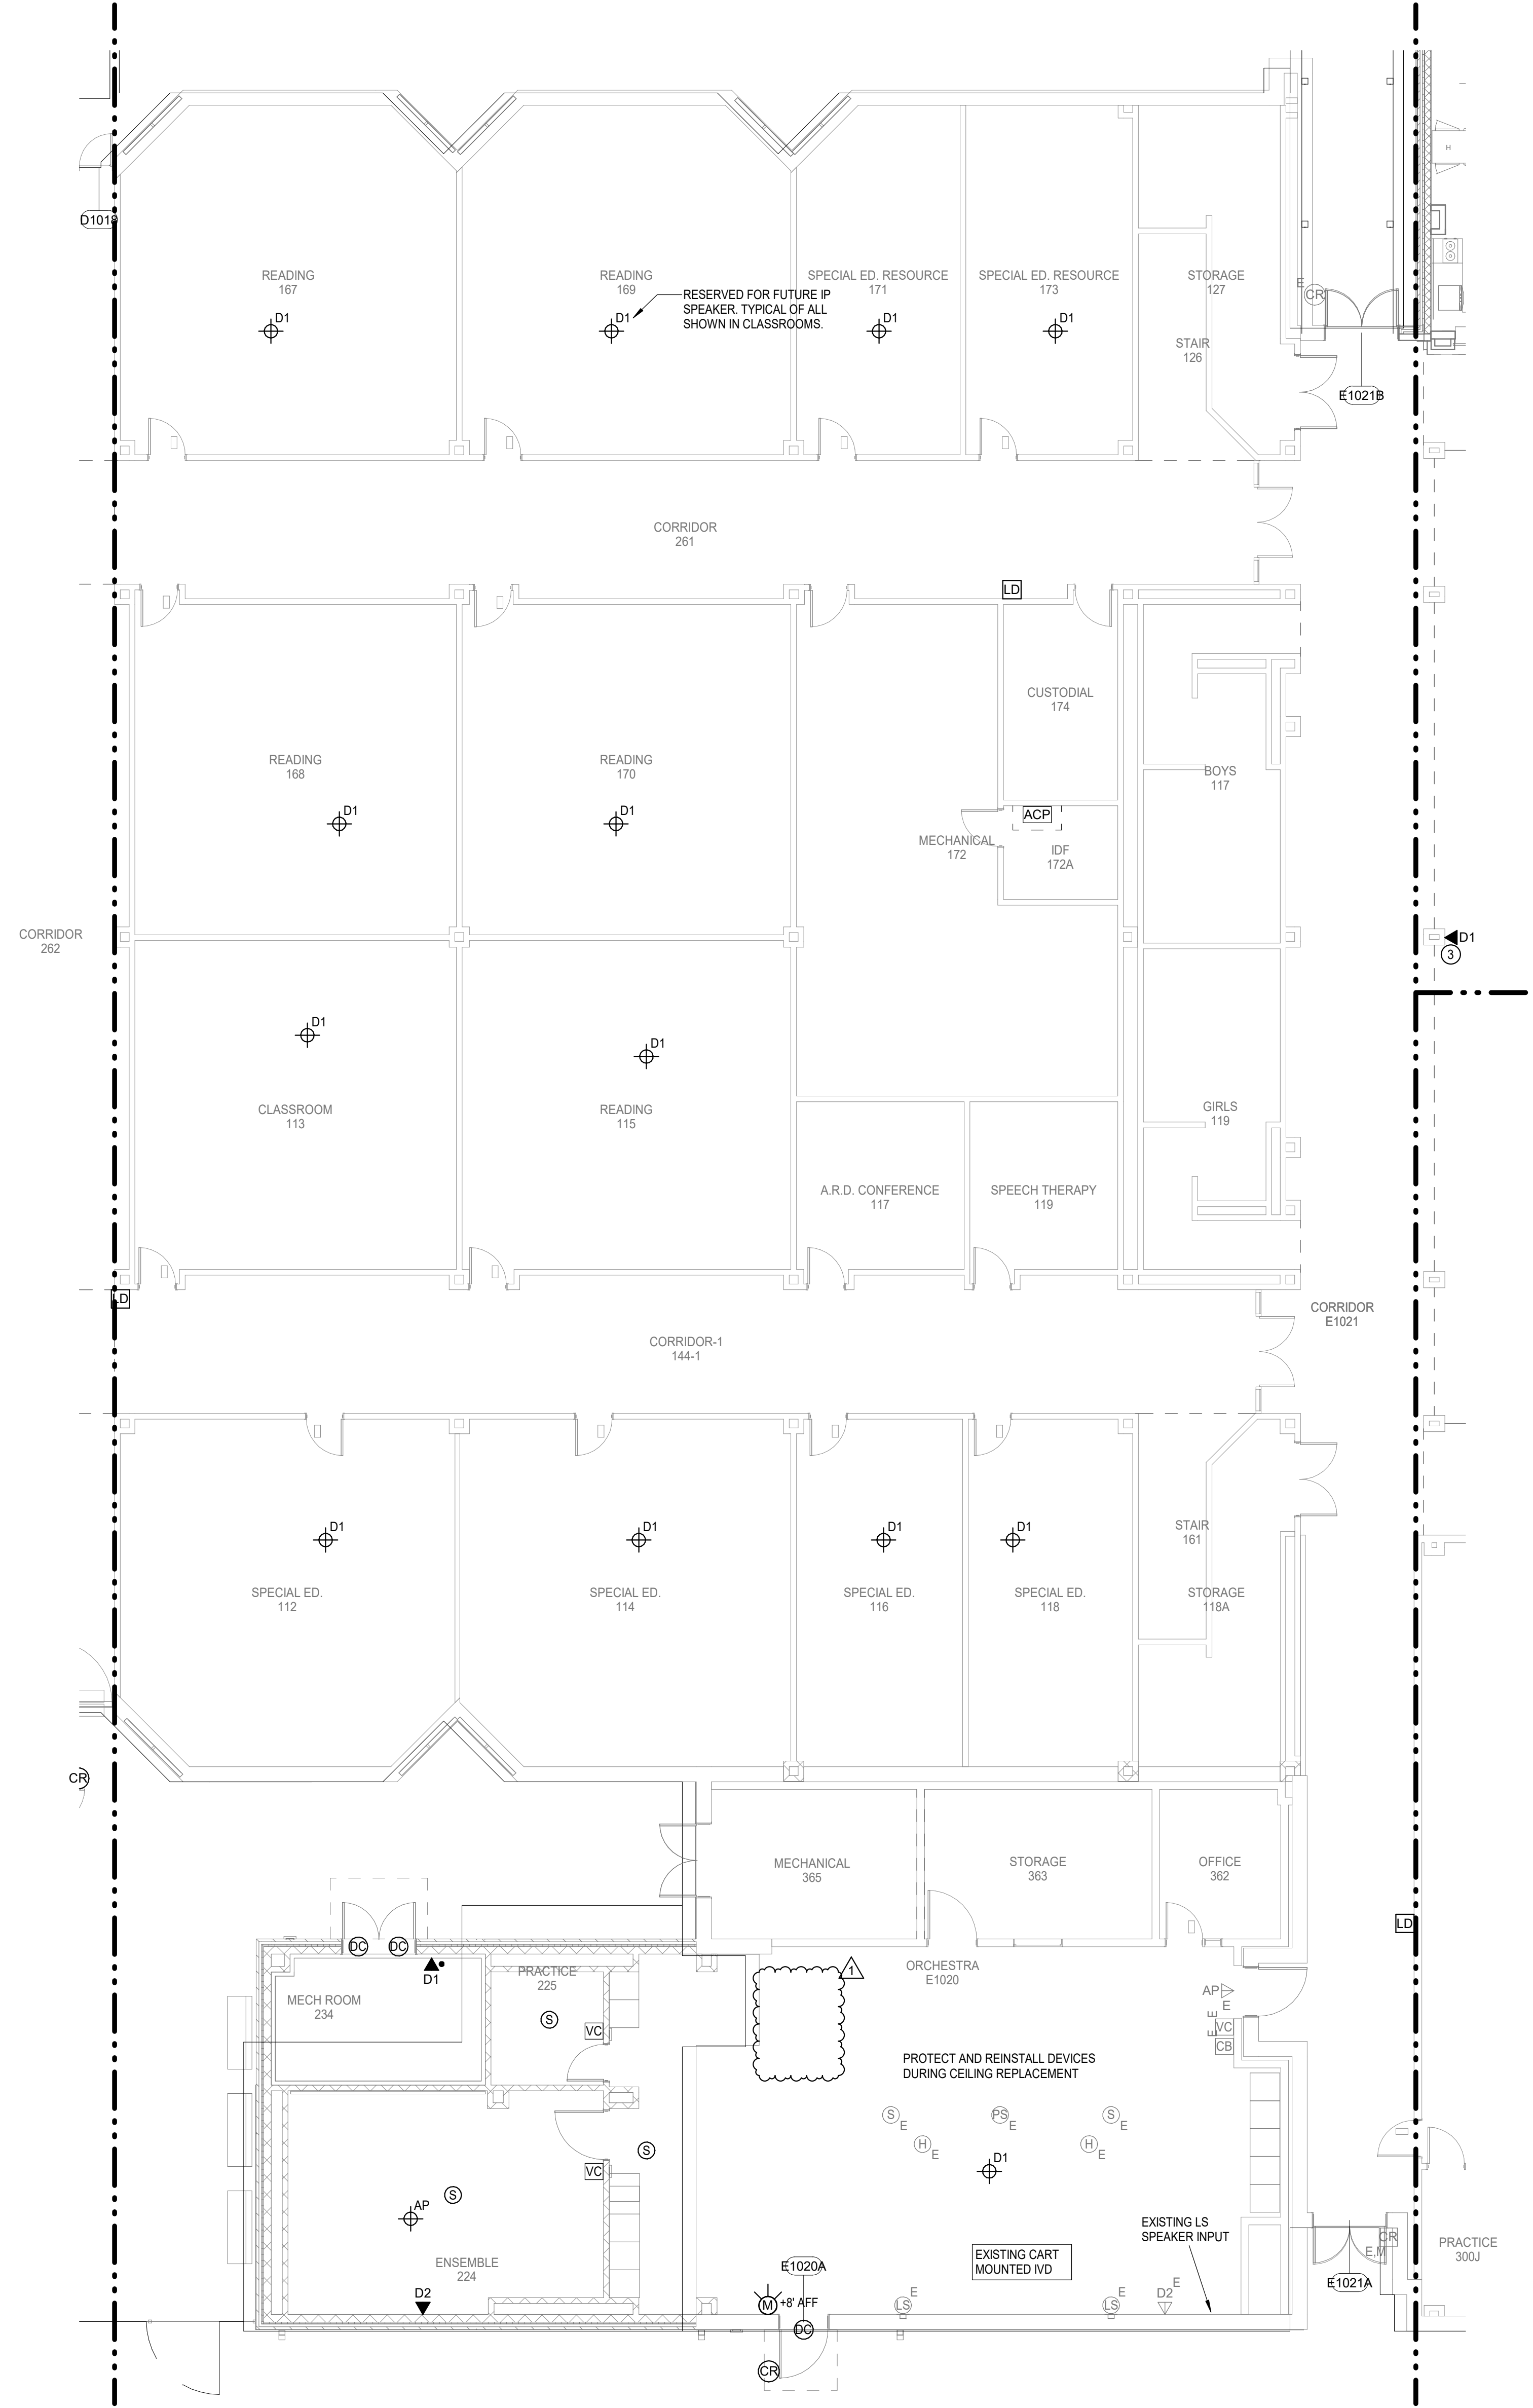 H
D1018
READING
167
READING
169
SPECIAL ED. RESOURCE
171
SPECIAL ED. RESOURCE
173
STORAGE
127
E
CR
RESERVED FOR FUTURE IP
SPEAKER. TYPICAL OF ALL
SHOWN IN CLASSROOMS.
D1
D1
D1
D1
STAIR
126
E1021B
CORRIDOR
261
LD
CUSTODIAL
174
READING
168
READING
170
BOYS
117
D1
D1
ACP
MECHANICAL
172
IDF
172A
CORRIDOR
262
D1
3
D1
D1
CLASSROOM
113
READING
115
GIRLS
119
A.R.D. CONFERENCE
117
SPEECH THERAPY
119
LD
CORRIDOR
E1021
CORRIDOR-1
144-1
D1
D1
D1
D1
STAIR
161
SPECIAL ED.
112
SPECIAL ED.
114
SPECIAL ED.
116
SPECIAL ED.
118
STORAGE
118A
CR
MECHANICAL
365
STORAGE
363
OFFICE
362
LD
DC
DC
D1
PRACTICE
225
1
ORCHESTRA
E1020
MECH ROOM
234
AP
E
E
E
S
VC
VC
CB
PROTECT AND REINSTALL DEVICES
DURING CEILING REPLACEMENT
S
E
PS
E
S
E
H
E
H
E
S
VC
D1
S
AP
EXISTING LS
SPEAKER INPUT
ENSEMBLE
224
EXISTING CART
MOUNTED IVD
E1020A
CR
E,M
PRACTICE
300J
E1021A
D2
M
+8' AFF
E
LS
E
LS
D2
E
DC
CR